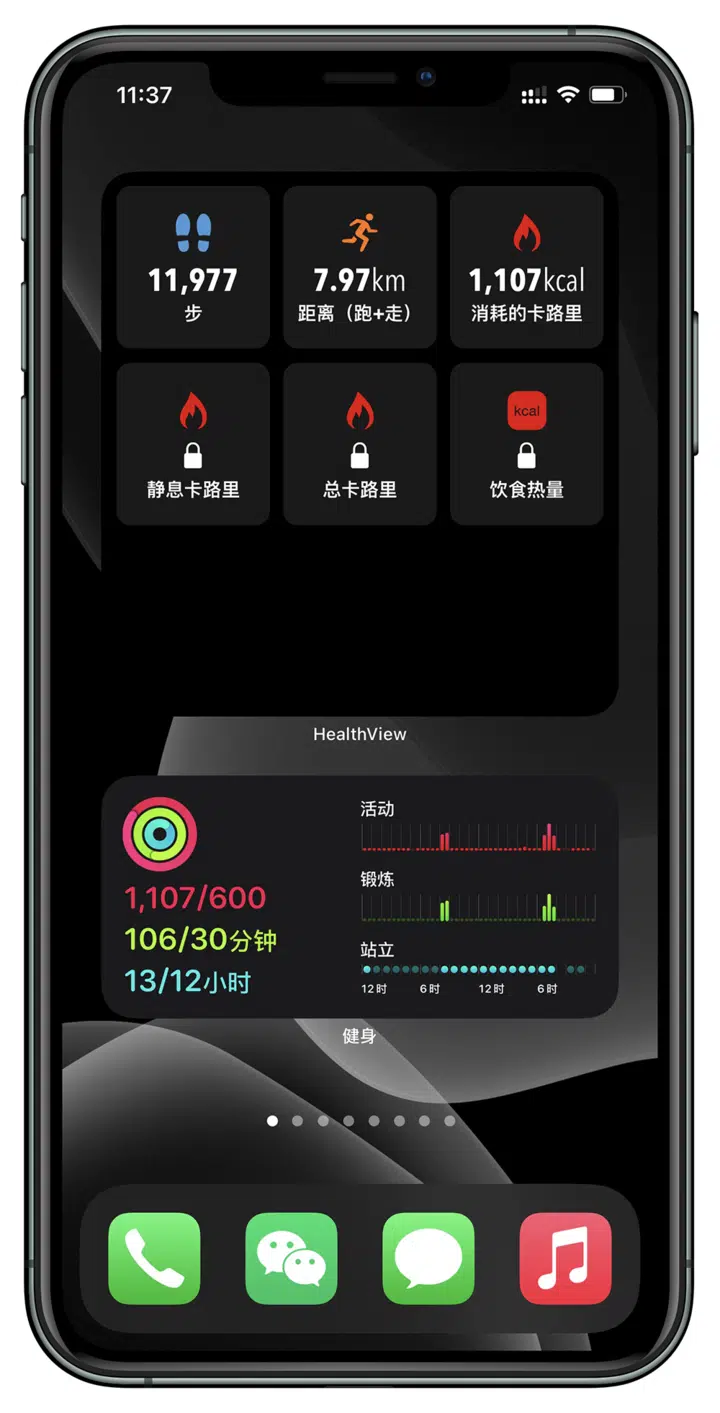 11:37
11,977
步
7.97km
距离（跑+走）
1,107kcal
消耗的卡路里
静息卡路里
总卡路里
kcal
饮食热量
HealthView
1,107/600
106/30分钟
13/12小时
活动
锻炼
站立
12时 6时 12时 6时
健身